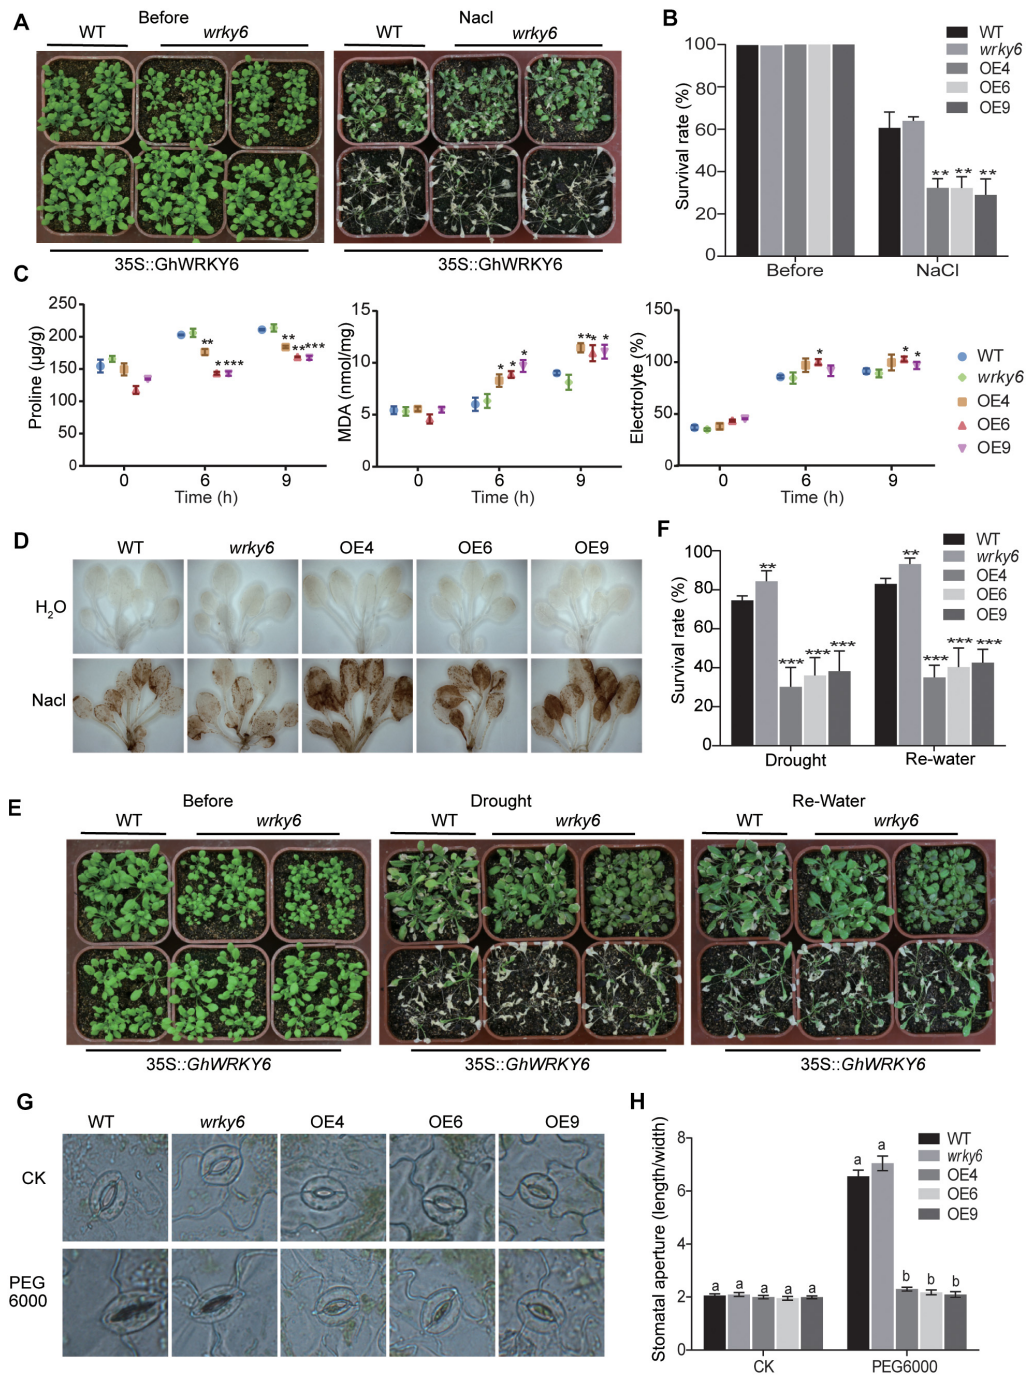 A
Before
Nacl
WT
wrky6
WT
wrky6
35S::GhWRKY6
35S::GhWRKY6
B
WT
wrky6
OE4
OE6
OE9
Survival rate (%)
100
80
60
40
20
0
** ** **
Before
NaCl
C
Proline (µg/g)
250
200
150
100
50
0
**
* ****
**
** ***
0
6
9
Time (h)
MDA (nmol/mg)
15
10
5
0
* * *
** * *
0
6
9
Time (h)
Electrolyte (%)
150
100
50
0
*
* *
0
6
9
Time (h)
WT
wrky6
OE4
OE6
OE9
D
WT
wrky6
OE4
OE6
OE9
H2O
Nacl
F
WT
wrky6
OE4
OE6
OE9
Survival rate (%)
100
80
60
40
20
0
**
*** *** ***
**
*** *** ***
Drought
Re-water
E
Before
Drought
Re-Water
WT
wrky6
WT
wrky6
WT
wrky6
35S::GhWRKY6
35S::GhWRKY6
35S::GhWRKY6
G
WT
wrky6
OE4
OE6
OE9
CK
PEG
6000
H
WT
wrky6
OE4
OE6
OE9
Stomatal aperture (length/width)
8
6
4
2
0
a a a a a
a a b b b
CK
PEG6000